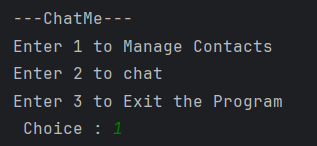 ---ChatMe---
Enter 1 to Manage Contacts
Enter 2 to chat
Enter 3 to Exit the Program
Choice : 1